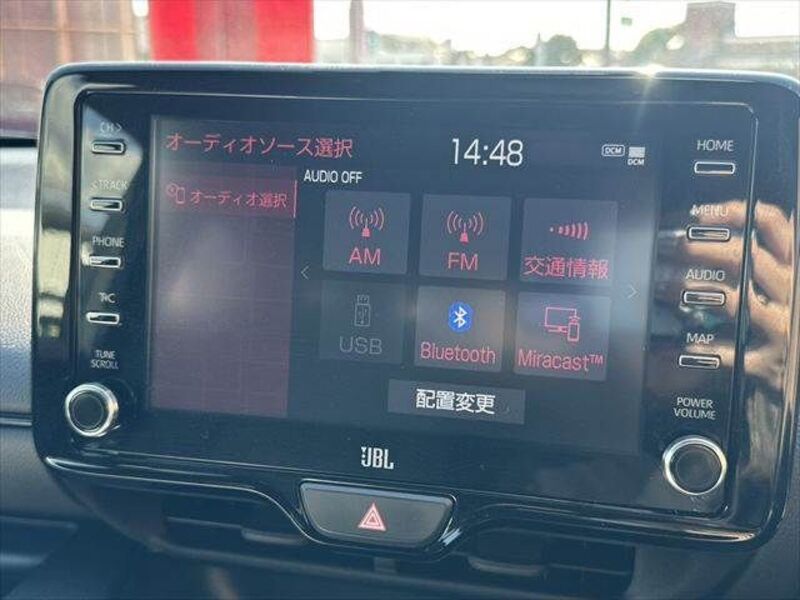 オーディオソース選択
14:48
DCM
DCM
オーディオ選択
AUDIO OFF
AM
FM
交通情報
USB
Bluetooth
Miracast™
配置変更
CH>
<TRACK
PHONE
TUNE
SCROLL
HOME
MENU
AUDIO
MAP
POWER
VOLUME
JBL